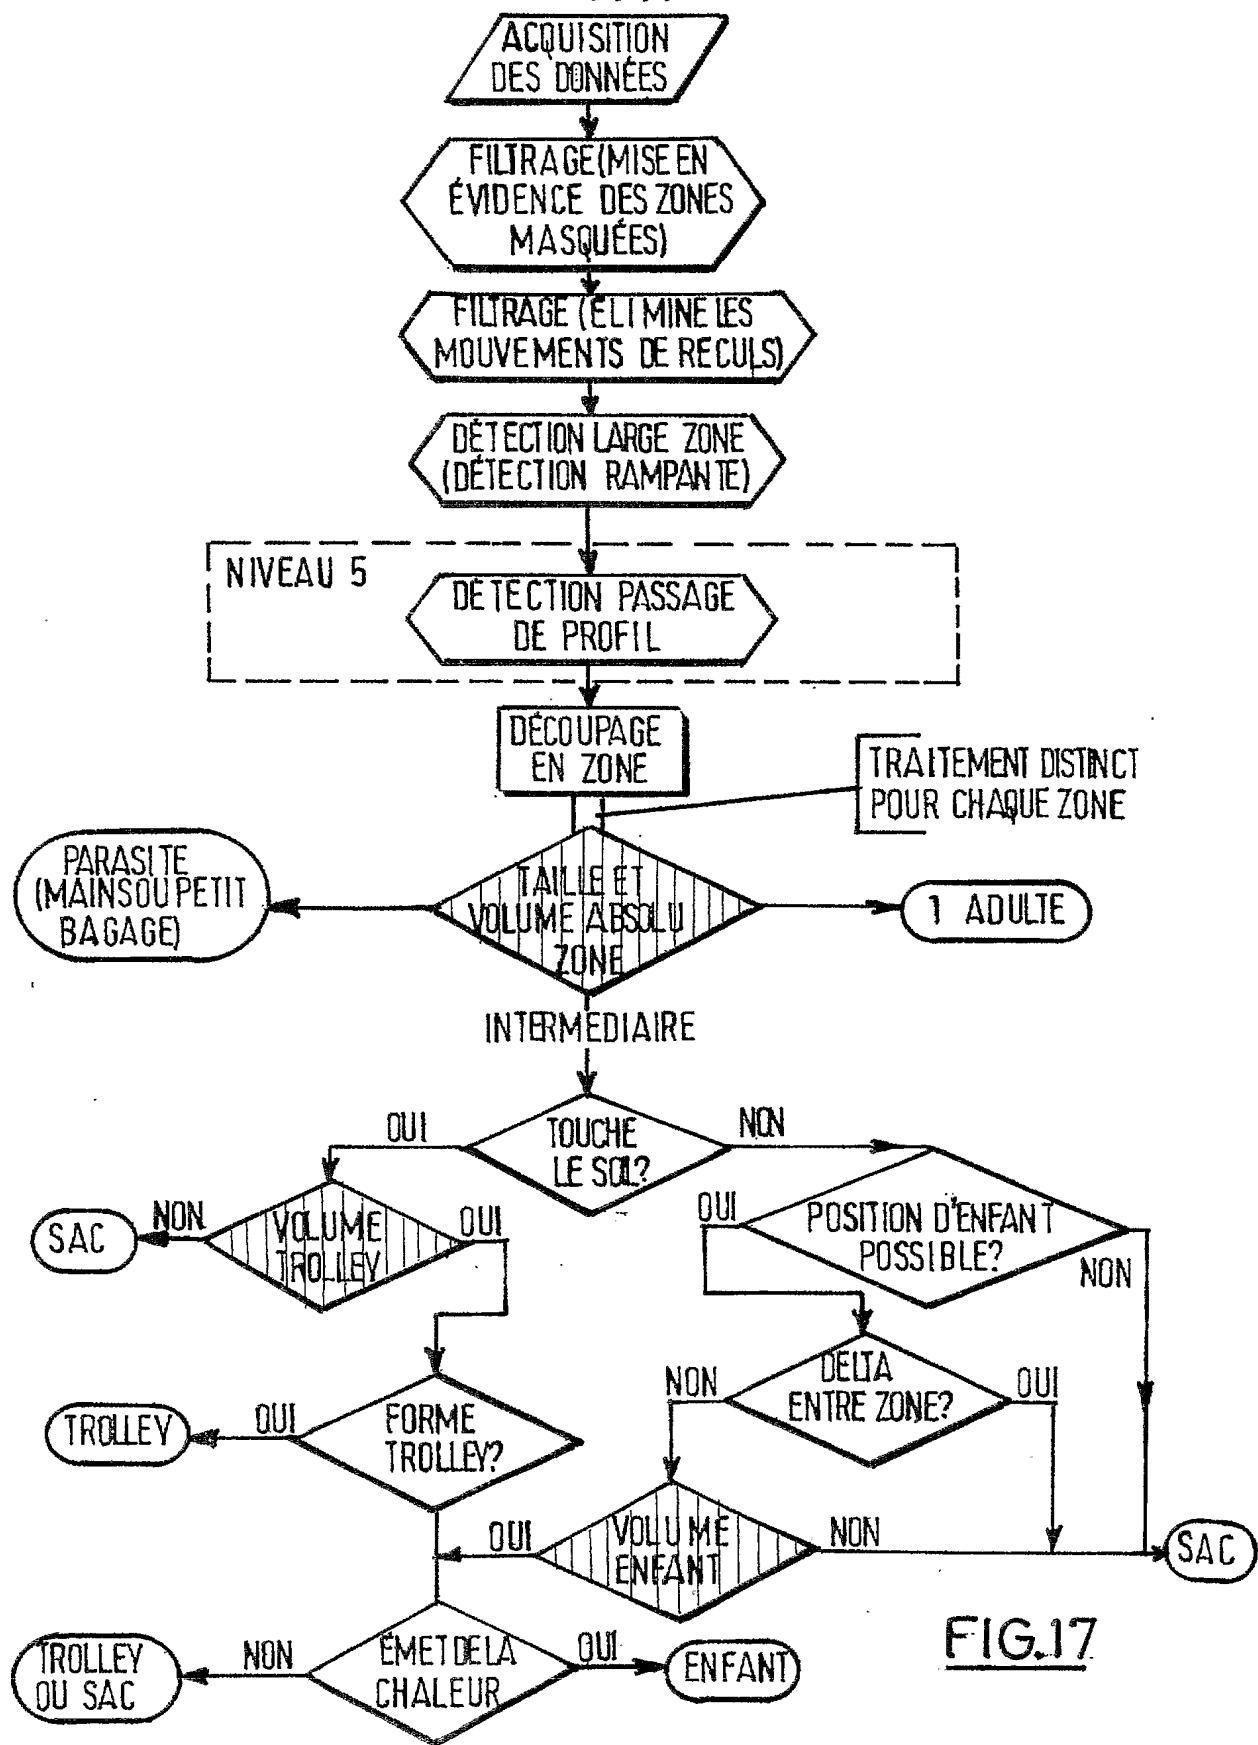 ACQUISITION
DES DONNÉES
FILTRAGE (MISE EN
ÉVIDENCE DES ZONES
MASQUÉES)
FILTRAGE (ÉLIMINE LES
MOUVEMENTS DE RECULS)
DÉTECTION LARGE ZONE
(DÉTECTION RAMPANTE)
NIVEAU 5
DÉTECTION PASSAGE
DE PROFIL
DÉCOUPAGE
EN ZONE
TRAITEMENT DISTINCT
POUR CHAQUE ZONE
PARASITE
(MAINS OU PETIT
BAGAGE)
TAILLE ET
VOLUME ABSOLU
ZONE
1 ADULTE
INTERMEDIAIRE
OUI
TOUCHE
LE SOL?
NON
SAC
NON
VOLUME
TROLLEY
OUI
OUI
POSITION D'ENFANT
POSSIBLE?
NON
TROLLEY
OUI
FORME
TROLLEY?
NON
DELTA
ENTRE ZONE?
OUI
OUI
VOLUME
ENFANT
NON
SAC
TROLLEY
OU SAC
NON
ÉMET DE LA
CHALEUR
OUI
ENFANT
FIG.17